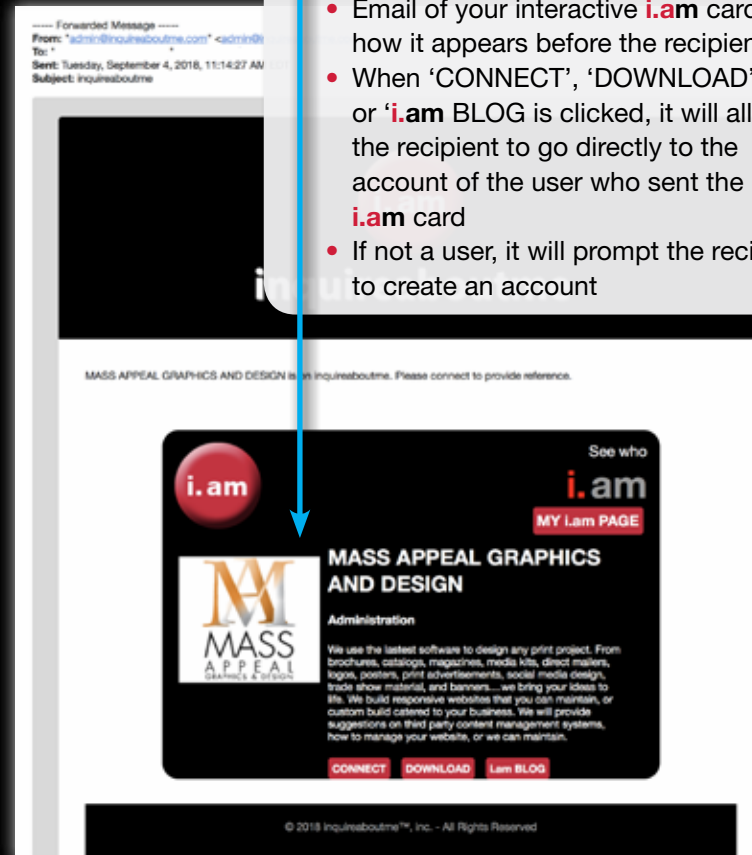 ----- Forwarded Message -----
From: "admin@inquireaboutme.com" <admin@i
To: " "
Sent: Tuesday, September 4, 2018, 11:14:27 AM
Subject: inquireaboutme
• Email of your interactive i.am card
how it appears before the recipien
• When ‘CONNECT’, ‘DOWNLOAD’
or ‘i.am BLOG is clicked, it will all
the recipient to go directly to the
account of the user who sent the
i.am card
• If not a user, it will prompt the reci
to create an account
i.am
inquireaboutme
MASS APPEAL GRAPHICS AND DESIGN is an inquireaboutme. Please connect to provide reference.
i.am
See who
i.am
MY i.am PAGE
MASS
APPEAL
GRAPHICS & DESIGN
MASS APPEAL GRAPHICS
AND DESIGN
Administration
We use the lastest software to design any print project. From
brochures, catalogs, magazines, media kits, direct mailers,
logos, posters, print advertisements, social media design,
trade show material, and banners....we bring your ideas to
life. We build responsive websites that you can maintain, or
custom build catered to your business. We will provide
suggestions on third party content management systems,
how to manage your website, or we can maintain.
CONNECT DOWNLOAD I.am BLOG
© 2018 inquireaboutme™, inc. - All Rights Reserved